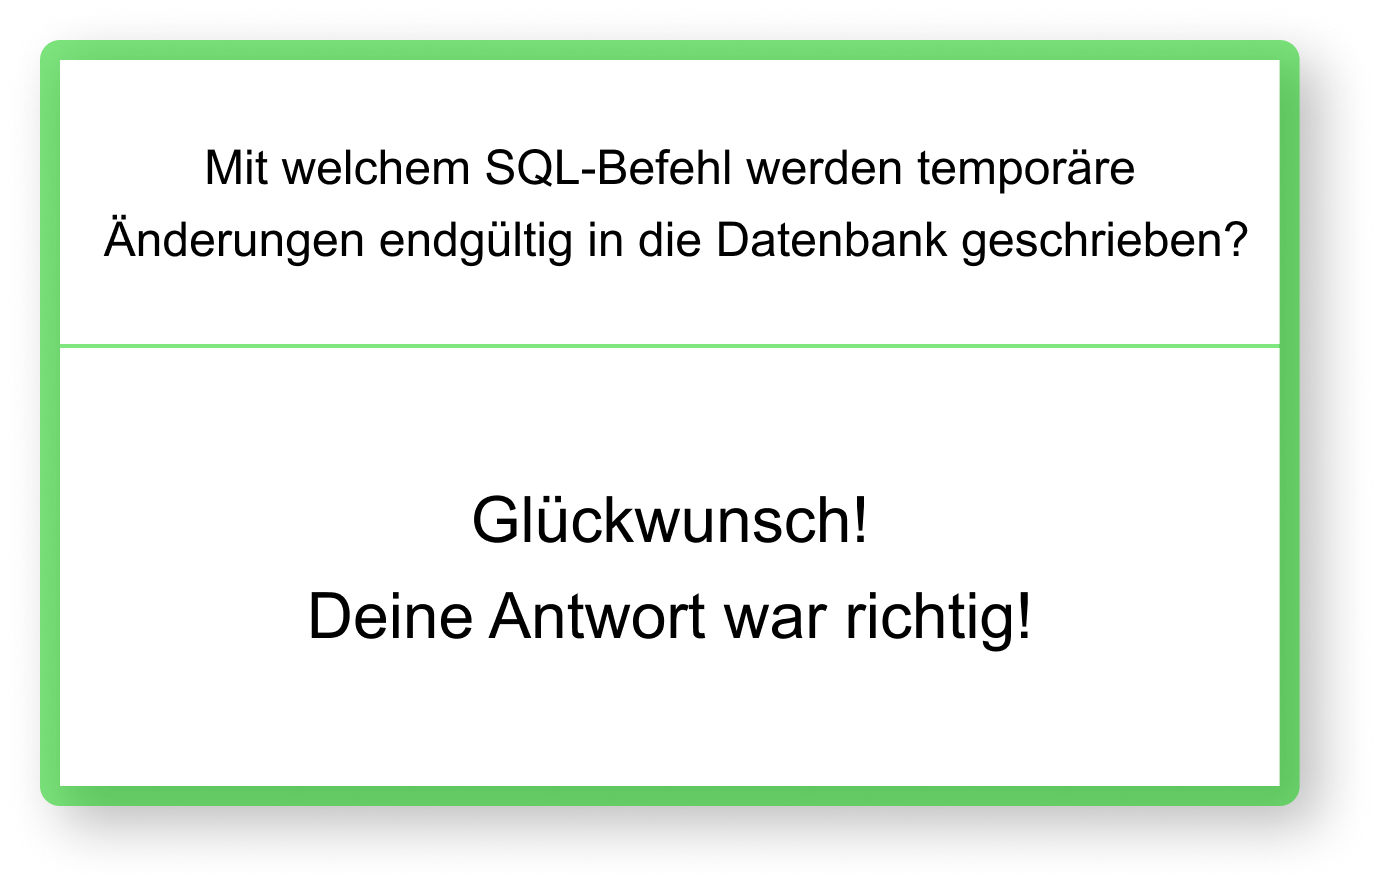 Mit welchem SQL-Befehl werden temporäre
Änderungen endgültig in die Datenbank geschrieben?
Glückwunsch!
Deine Antwort war richtig!